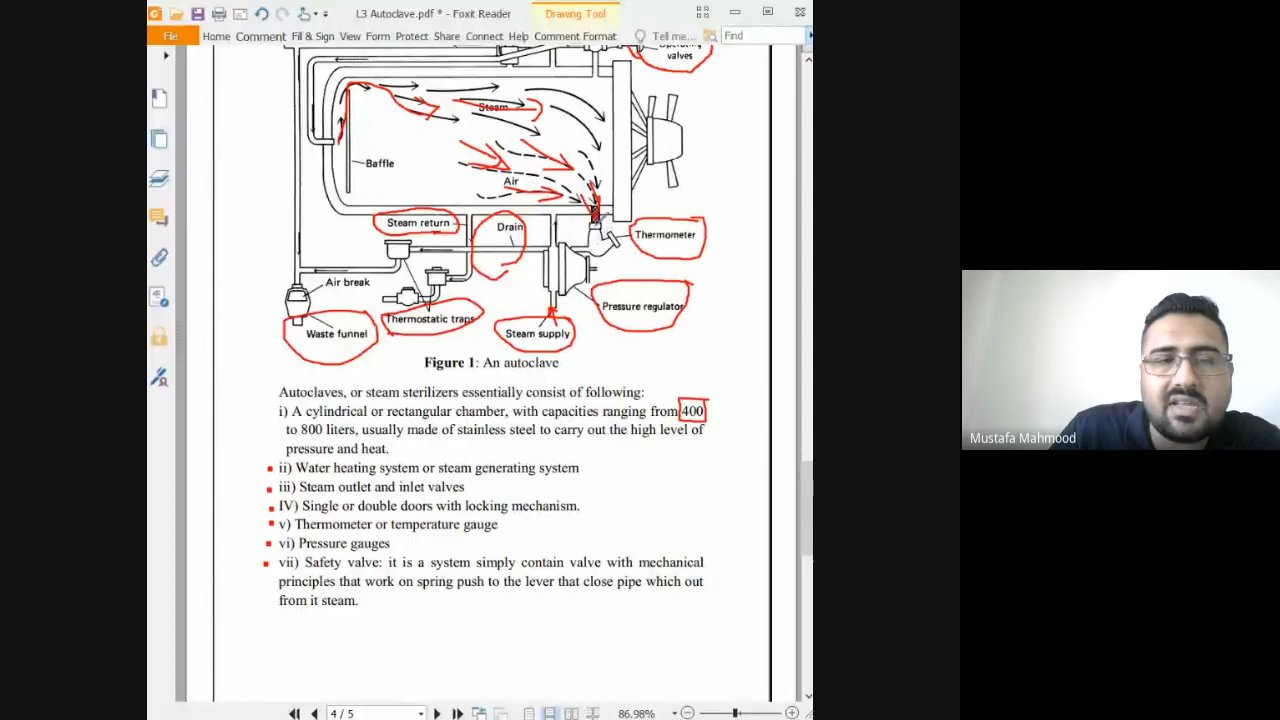 L3 Autoclave.pdf * - Foxit Reader
Drawing Tool
File Home Comment Fill & Sign View Form Protect Share Connect Help Comment Format Tell me... Find
Operating
valves
Steam
Baffle
Air
Steam return
Drain
Thermometer
Air break
Pressure regulator
Thermostatic traps
Waste funnel
Steam supply
Figure 1: An autoclave
Autoclaves, or steam sterilizers essentially consist of following:
i) A cylindrical or rectangular chamber, with capacities ranging from 400
to 800 liters, usually made of stainless steel to carry out the high level of
pressure and heat.
ii) Water heating system or steam generating system
iii) Steam outlet and inlet valves
IV) Single or double doors with locking mechanism.
v) Thermometer or temperature gauge
vi) Pressure gauges
vii) Safety valve: it is a system simply contain valve with mechanical
principles that work on spring push to the lever that close pipe which out
from it steam.
4 / 5
86.98%
Mustafa Mahmood